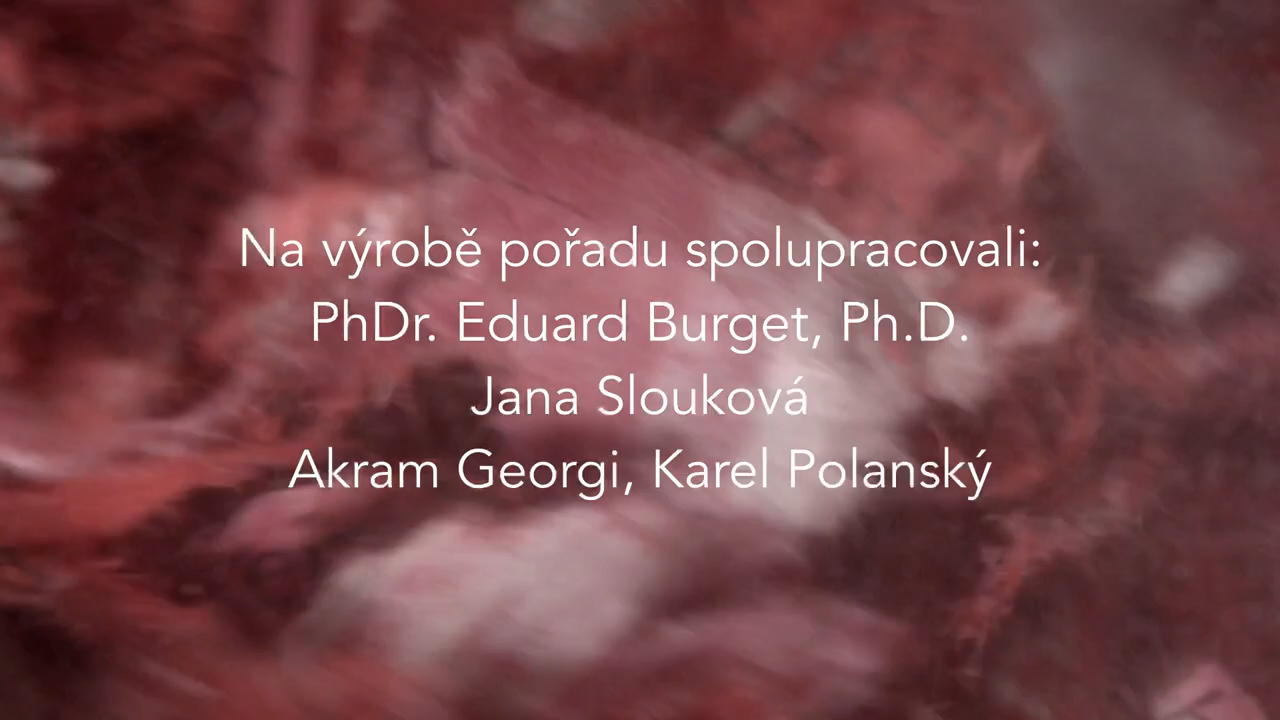 Na výrobě pořadu spolupracovali:
PhDr. Eduard Burget, Ph.D.
Jana Slouková
Akram Georgi, Karel Polanský